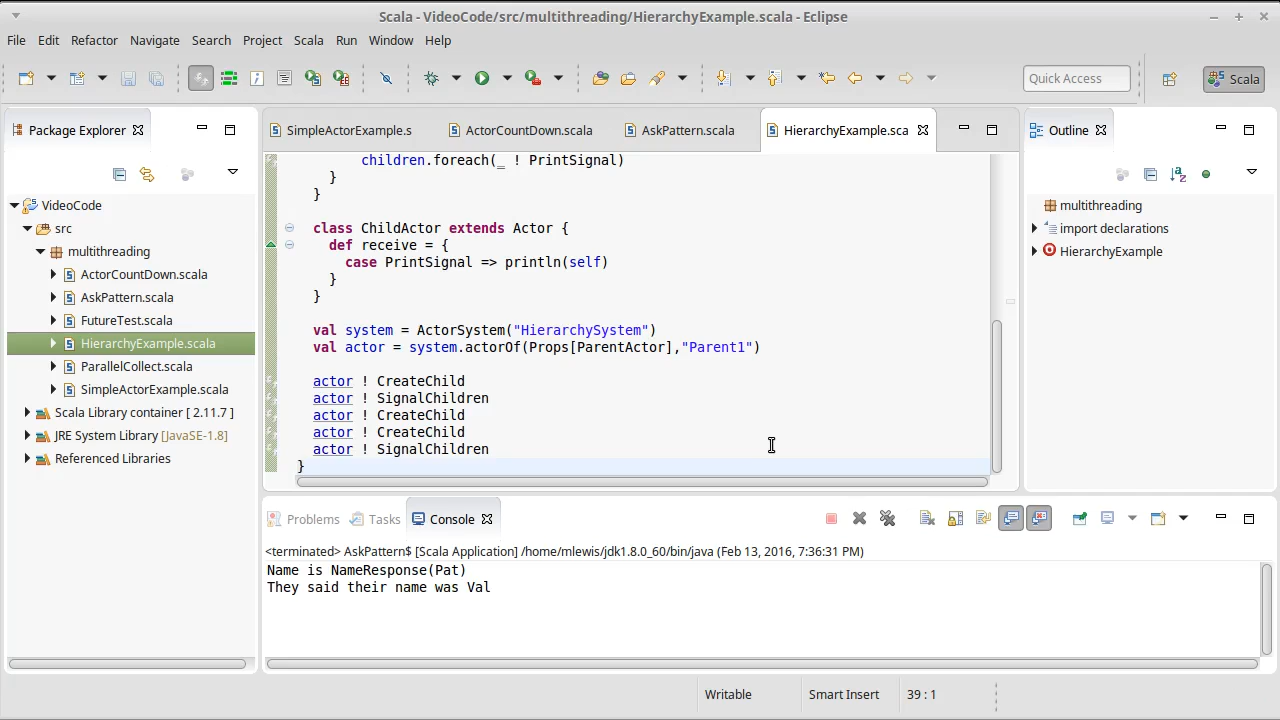 Scala - VideoCode/src/multithreading/HierarchyExample.scala - Eclipse
File Edit Refactor Navigate Search Project Scala Run Window Help
Quick Access
Scala
Package Explorer
VideoCode
src
multithreading
ActorCountDown.scala
AskPattern.scala
FutureTest.scala
HierarchyExample.scala
ParallelCollect.scala
SimpleActorExample.scala
Scala Library container [ 2.11.7 ]
JRE System Library [JavaSE-1.8]
Referenced Libraries
SimpleActorExample.s ActorCountDown.scala AskPattern.scala HierarchyExample.sca
children.foreach(_ ! PrintSignal)
}
}
class ChildActor extends Actor {
def receive = {
case PrintSignal => println(self)
}
}
val system = ActorSystem("HierarchySystem")
val actor = system.actorOf(Props[ParentActor],"Parent1")
actor ! CreateChild
actor ! SignalChildren
actor ! CreateChild
actor ! CreateChild
actor ! SignalChildren
}
Outline
multithreading
import declarations
HierarchyExample
Problems Tasks Console
<terminated> AskPattern$ [Scala Application] /home/mlewis/jdk1.8.0_60/bin/java (Feb 13, 2016, 7:36:31 PM)
Name is NameResponse(Pat)
They said their name was Val
Writable Smart Insert 39 : 1